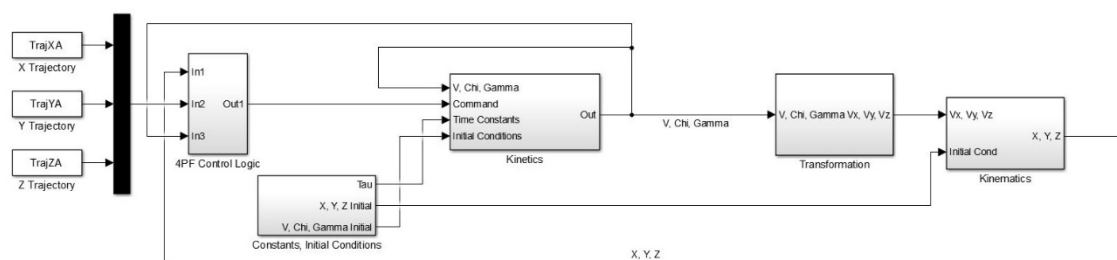 TrajXA
X Trajectory
TrajYA
Y Trajectory
TrajZA
Z Trajectory
In1
In2
In3
Out1
4PF Control Logic
V, Chi, Gamma
Command
Time Constants
Initial Conditions
Out
Kinetics
Tau
X, Y, Z Initial
V, Chi, Gamma Initial
Constants, Initial Conditions
V, Chi, Gamma
V, Chi, Gamma Vx, Vy, Vz
Transformation
Vx, Vy, Vz
X, Y, Z
Initial Cond
Kinematics
X, Y, Z